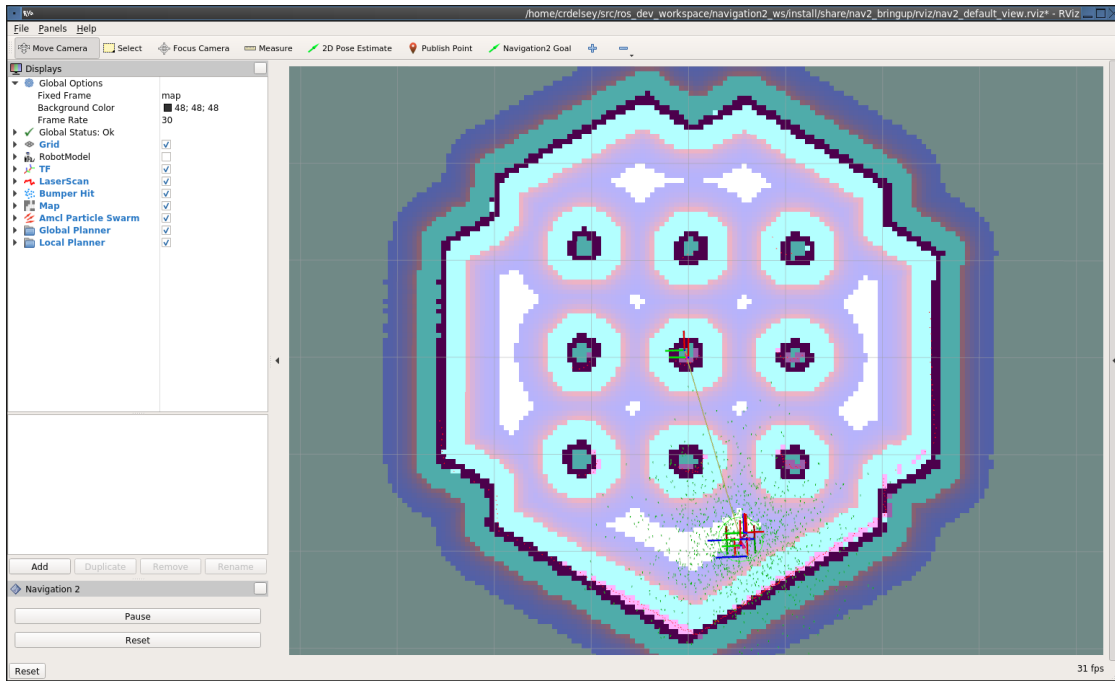 RViz
/home/crdelsey/src/ros_dev_workspace/navigation2_ws/install/share/nav2_bringup/rviz/nav2_default_view.rviz* - RViz
File Panels Help
Move Camera Select Focus Camera Measure 2D Pose Estimate Publish Point Navigation2 Goal
Displays
Global Options
Fixed Frame map
Background Color 48; 48; 48
Frame Rate 30
Global Status: Ok
Grid
RobotModel
TF
LaserScan
Bumper Hit
Map
Amcl Particle Swarm
Global Planner
Local Planner
Add Duplicate Remove Rename
Navigation 2
Pause
Reset
Reset 31 fps